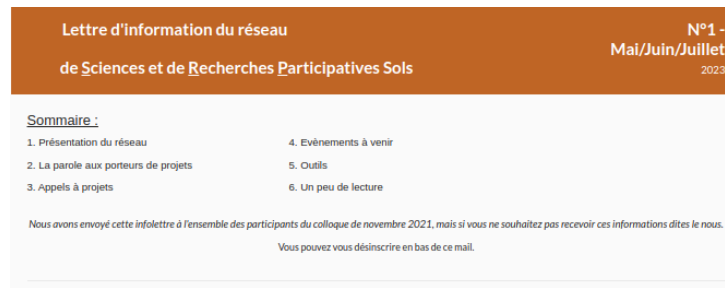 Lettre d'information du réseau
de Sciences et de Recherches Participatives Sols
N°1 -
Mai/Juin/Juillet
2023
Sommaire :
1. Présentation du réseau
2. La parole aux porteurs de projets
3. Appels à projets
4. Evènements à venir
5. Outils
6. Un peu de lecture
Nous avons envoyé cette infolettre à l'ensemble des participants du colloque de novembre 2021, mais si vous ne souhaitez pas recevoir ces informations dites le nous.
Vous pouvez vous désinscrire en bas de ce mail.